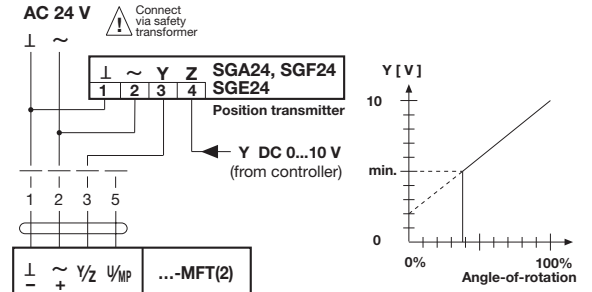 AC 24 V
Connect
via safety
transformer
⊥ ~
⊥ ~ Y Z SGA24, SGF24
1 2 3 4 SGE24
Position transmitter
Y DC 0...10 V
(from controller)
1 2 3 5
⊥ ~ Y/Z U/MP ...-MFT(2)
– +
Y [ V ]
10
min.
0
0% 100%
Angle-of-rotation